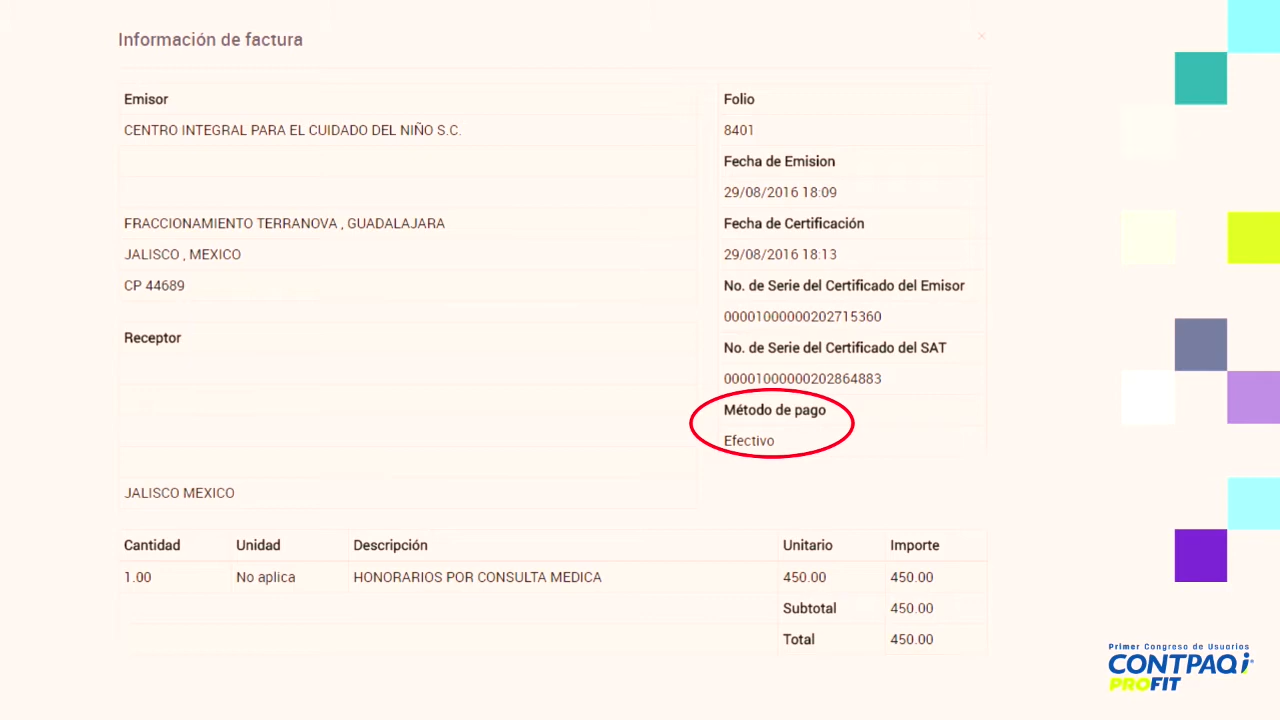 Información de factura
Emisor
CENTRO INTEGRAL PARA EL CUIDADO DEL NIÑO S.C.
FRACCIONAMIENTO TERRANOVA , GUADALAJARA
JALISCO , MEXICO
CP 44689
Receptor
JALISCO MEXICO
Folio
8401
Fecha de Emision
29/08/2016 18:09
Fecha de Certificación
29/08/2016 18:13
No. de Serie del Certificado del Emisor
00001000000202715360
No. de Serie del Certificado del SAT
00001000000202864883
Método de pago
Efectivo
Cantidad Unidad Descripción Unitario Importe
1.00 No aplica HONORARIOS POR CONSULTA MEDICA 450.00 450.00
Subtotal 450.00
Total 450.00
Primer Congreso de Usuarios
CONTPAQi
PROFIT